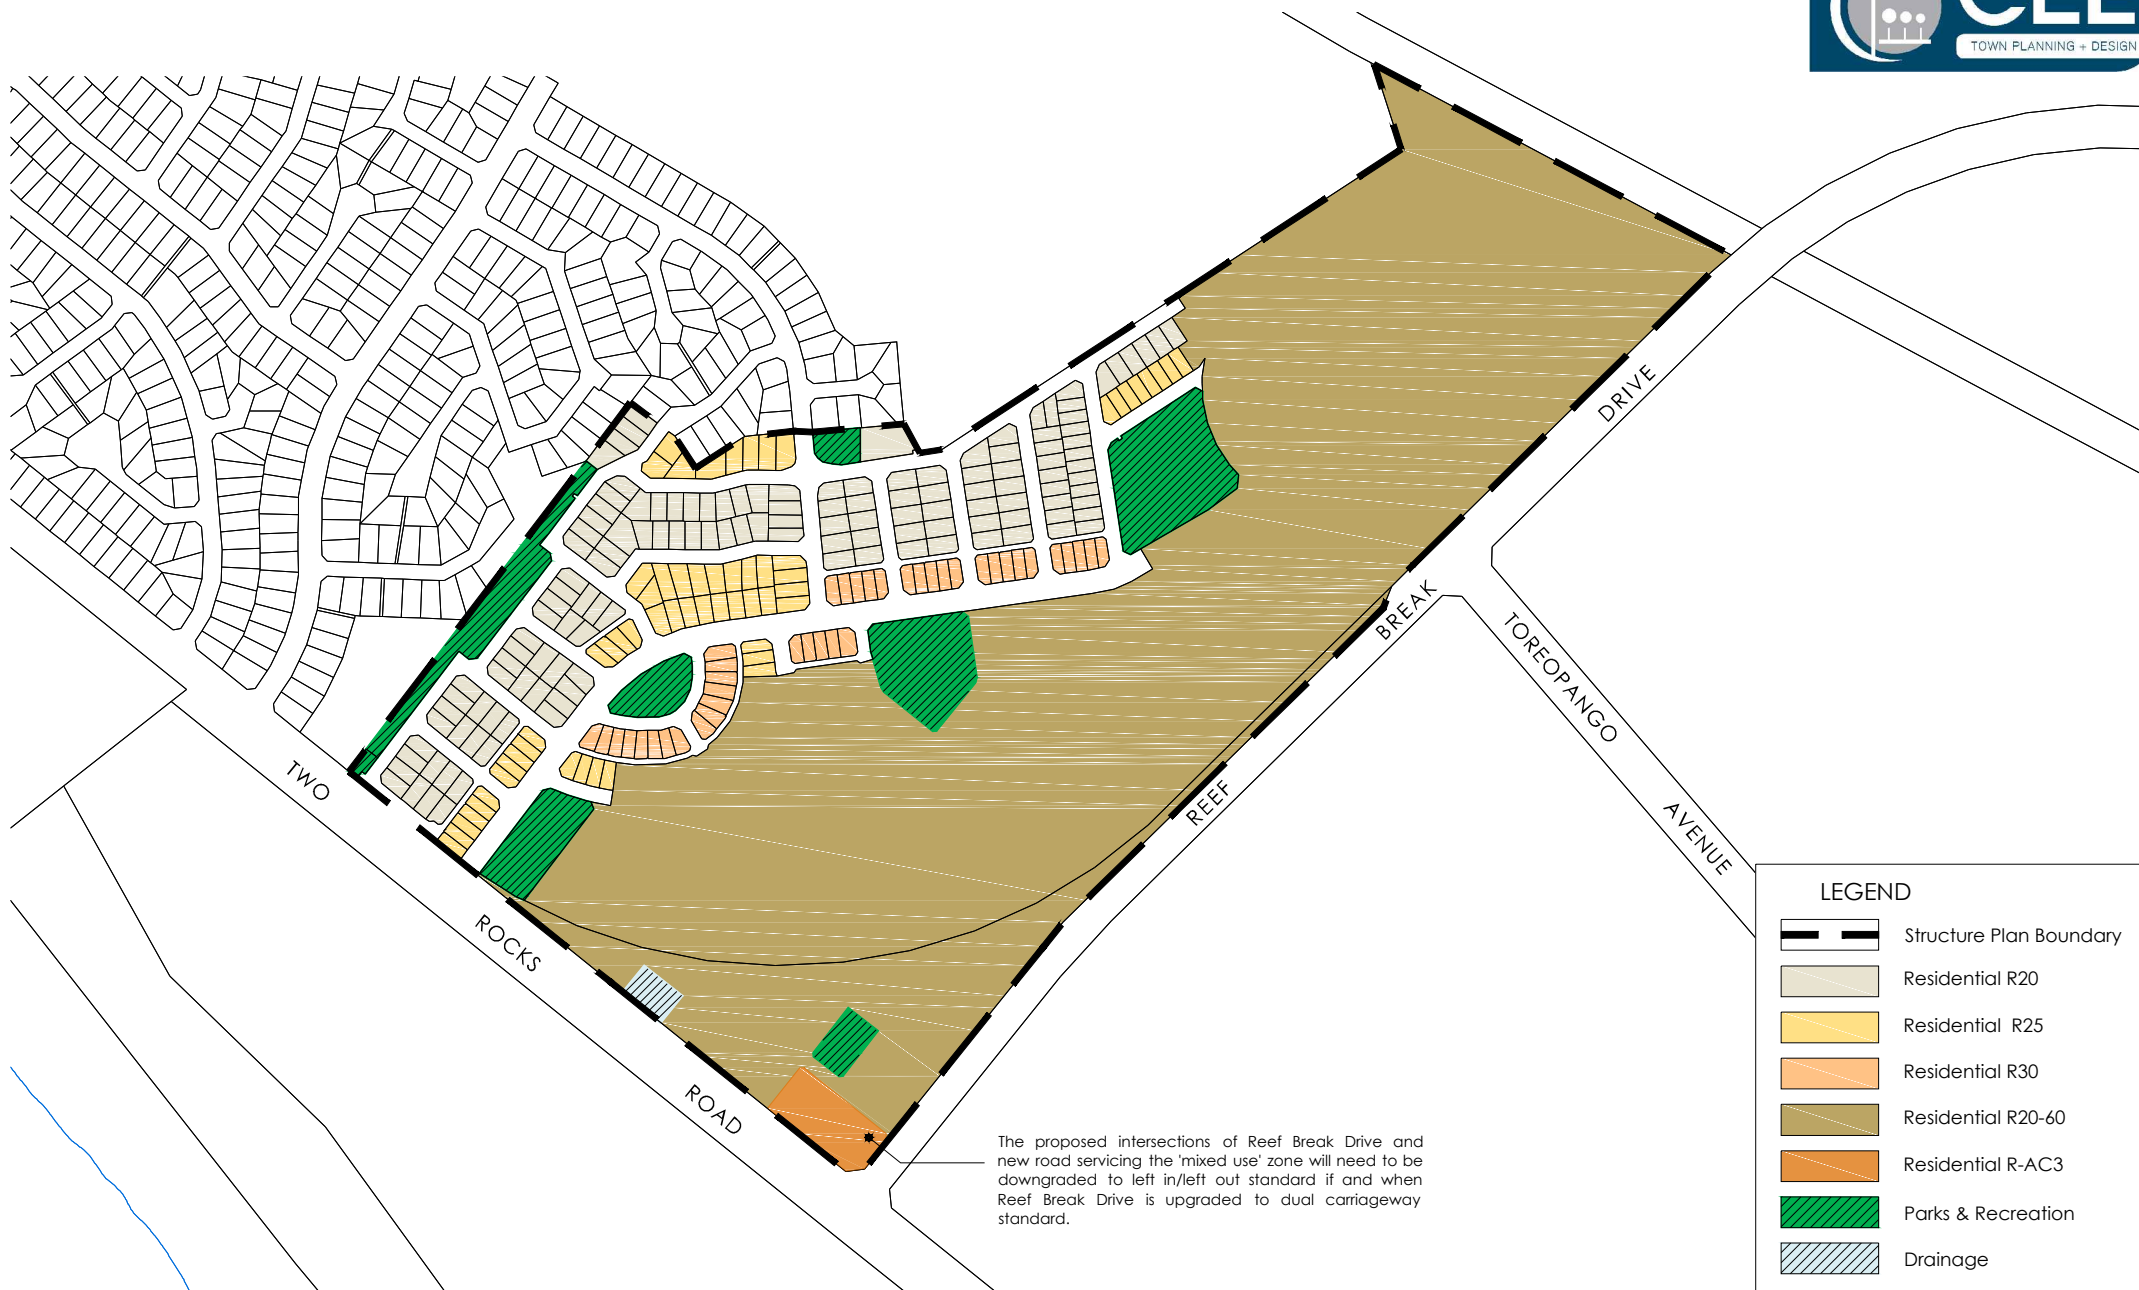 TOWN PLANNING + DESIGN
DRIVE
BREAK
REEF
TOREOPANGO
AVENUE
TWO
ROCKS
ROAD
The proposed intersections of Reef Break Drive and
new road servicing the 'mixed use' zone will need to be
downgraded to left in/left out standard if and when
Reef Break Drive is upgraded to dual carriageway
standard.
LEGEND
Structure Plan Boundary
Residential R20
Residential R25
Residential R30
Residential R20-60
Residential R-AC3
Parks & Recreation
Drainage